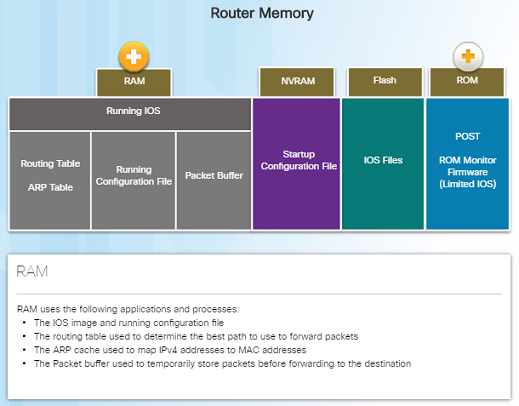 Router Memory
RAM
NVRAM
Flash
ROM
Running IOS
Routing Table
ARP Table
Running
Configuration File
Packet Buffer
Startup
Configuration File
IOS Files
POST
ROM Monitor
Firmware
(Limited IOS)
RAM
RAM uses the following applications and processes:
• The IOS image and running configuration file
• The routing table used to determine the best path to use to forward packets
• The ARP cache used to map IPv4 addresses to MAC addresses
• The Packet buffer used to temporarily store packets before forwarding to the destination